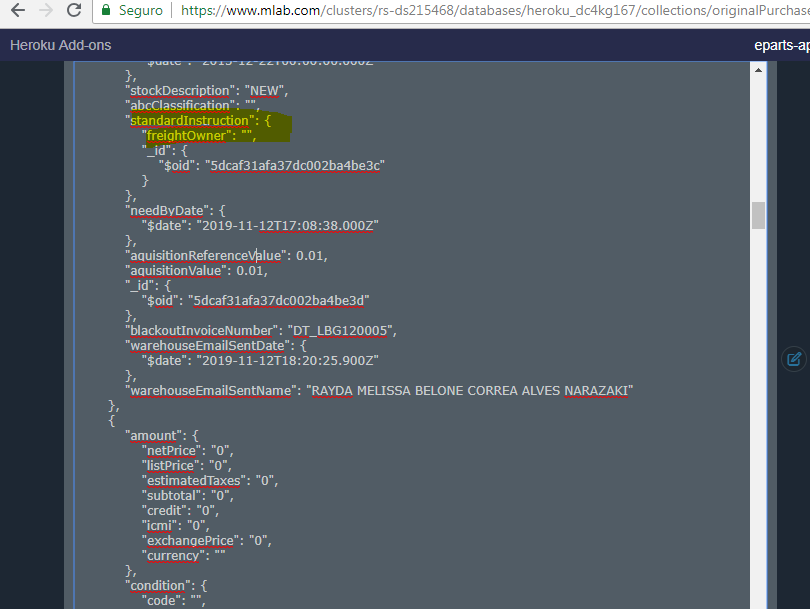 Seguro https://www.mlab.com/clusters/rs-ds215468/databases/heroku_dc4kg167/collections/originalPurchase
Heroku Add-ons eparts-ap
"$date": "2015-12-22T00:00:00.000Z"
},
"stockDescription": "NEW",
"abcClassification": "",
"standardInstruction": {
"freightOwner": "",
"_id": {
"$oid": "5dcaf31afa37dc002ba4be3c"
}
},
"needByDate": {
"$date": "2019-11-12T17:08:38.000Z"
},
"aquisitionReferenceValue": 0.01,
"aquisitionValue": 0.01,
"_id": {
"$oid": "5dcaf31afa37dc002ba4be3d"
},
"blackoutInvoiceNumber": "DT_LBG120005",
"warehouseEmailSentDate": {
"$date": "2019-11-12T18:20:25.900Z"
},
"warehouseEmailSentName": "RAYDA MELISSA BELONE CORREA ALVES NARAZAKI"
},
{
"amount": {
"netPrice": "0",
"listPrice": "0",
"estimatedTaxes": "0",
"subtotal": "0",
"credit": "0",
"icmi": "0",
"exchangePrice": "0",
"currency": ""
},
"condition": {
"code": "",